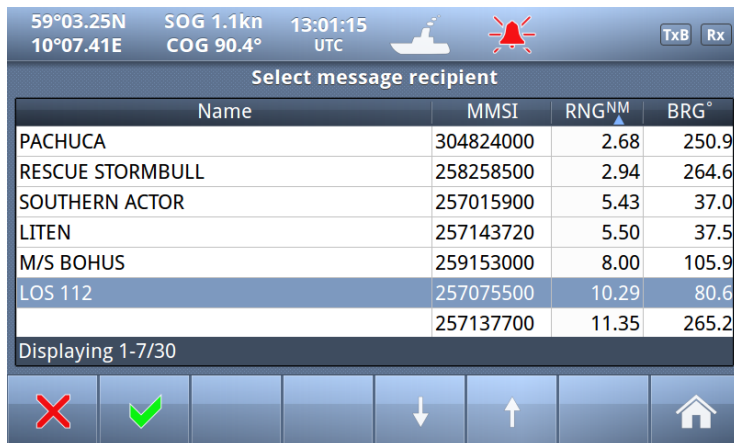 59°03.25N SOG 1.1kn 13:01:15
10°07.41E COG 90.4° UTC TxB Rx
Select message recipient
Name MMSI RNG NM BRG°
PACHUCA 304824000 2.68 250.9
RESCUE STORMBULL 258258500 2.94 264.6
SOUTHERN ACTOR 257015900 5.43 37.0
LITEN 257143720 5.50 37.5
M/S BOHUS 259153000 8.00 105.9
LOS 112 257075500 10.29 80.6
257137700 11.35 265.2
Displaying 1-7/30